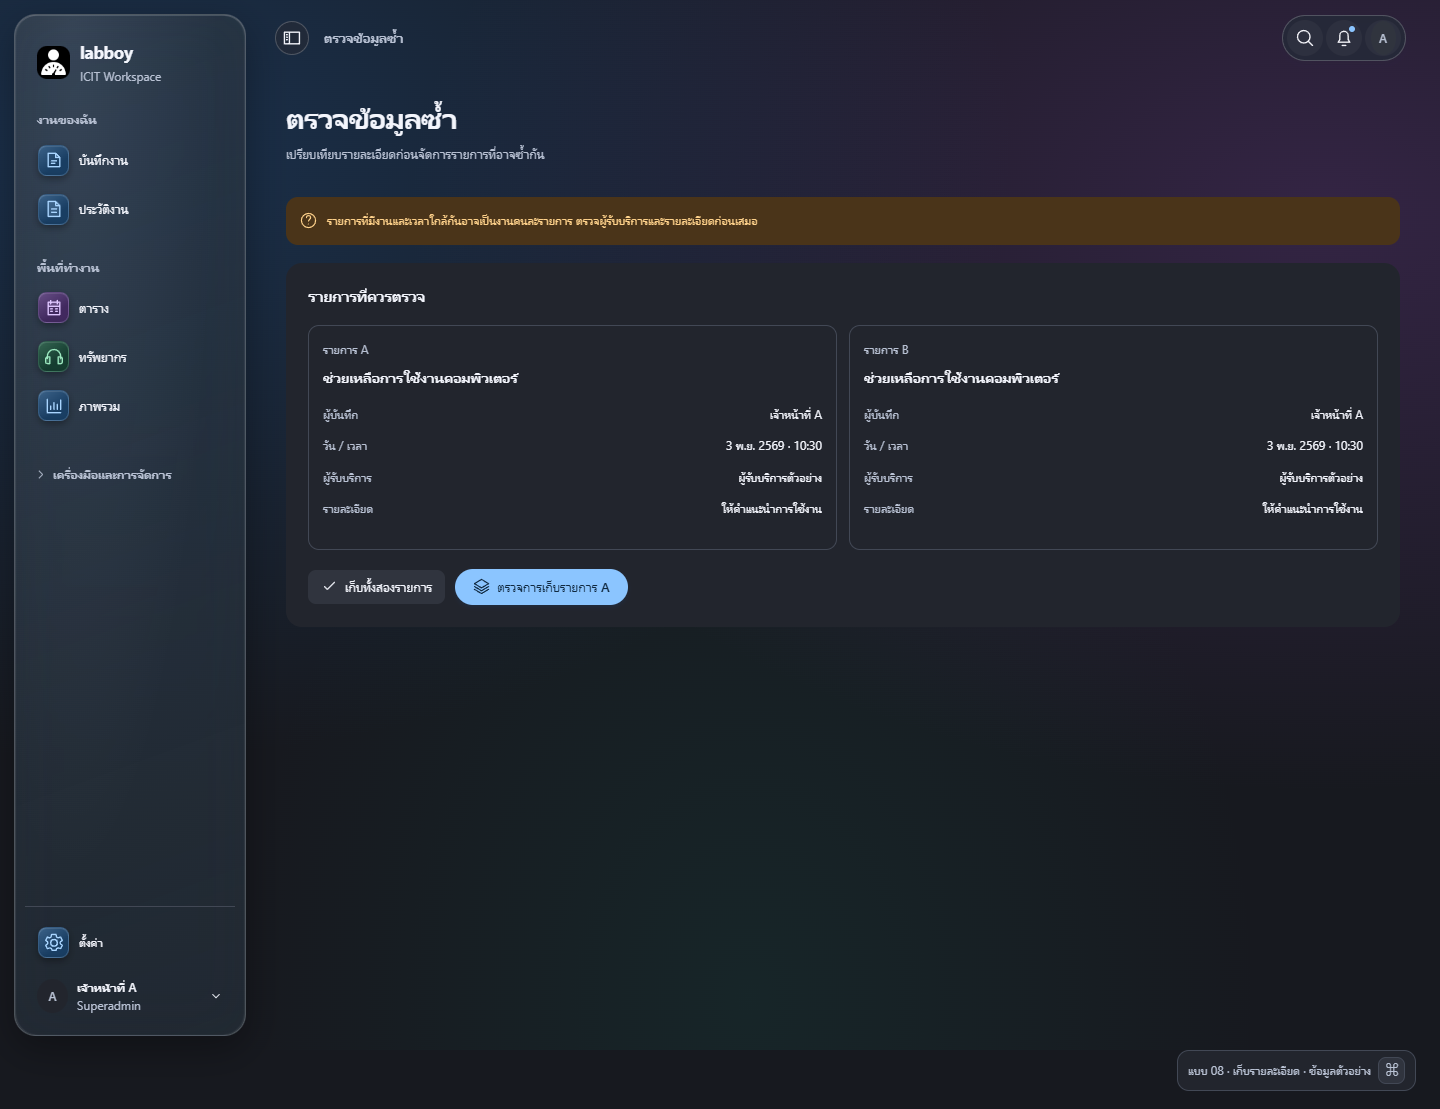 labboy
ICIT Workspace
ตรวจข้อมูลซ้ำ
A
งานของฉัน
บันทึกงาน
ประวัติงาน
พื้นที่ทำงาน
ตาราง
ทรัพยากร
ภาพรวม
เครื่องมือและการจัดการ
ตั้งค่า
A
เจ้าหน้าที่ A
Superadmin
ตรวจข้อมูลซ้ำ
เปรียบเทียบรายละเอียดก่อนจัดการรายการที่อาจซ้ำกัน
รายการที่มีงานและเวลาใกล้กันอาจเป็นงานคนละรายการ ตรวจผู้รับบริการและรายละเอียดก่อนเสมอ
รายการที่ควรตรวจ
รายการ A
ช่วยเหลือการใช้งานคอมพิวเตอร์
ผู้บันทึก เจ้าหน้าที่ A
วัน / เวลา 3 พ.ย. 2569 · 10:30
ผู้รับบริการ ผู้รับบริการตัวอย่าง
รายละเอียด ให้คำแนะนำการใช้งาน
รายการ B
ช่วยเหลือการใช้งานคอมพิวเตอร์
ผู้บันทึก เจ้าหน้าที่ A
วัน / เวลา 3 พ.ย. 2569 · 10:30
ผู้รับบริการ ผู้รับบริการตัวอย่าง
รายละเอียด ให้คำแนะนำการใช้งาน
เก็บทั้งสองรายการ
ตรวจการเก็บรายการ A
แบบ 08 · เก็บรายละเอียด · ข้อมูลตัวอย่าง ⌘